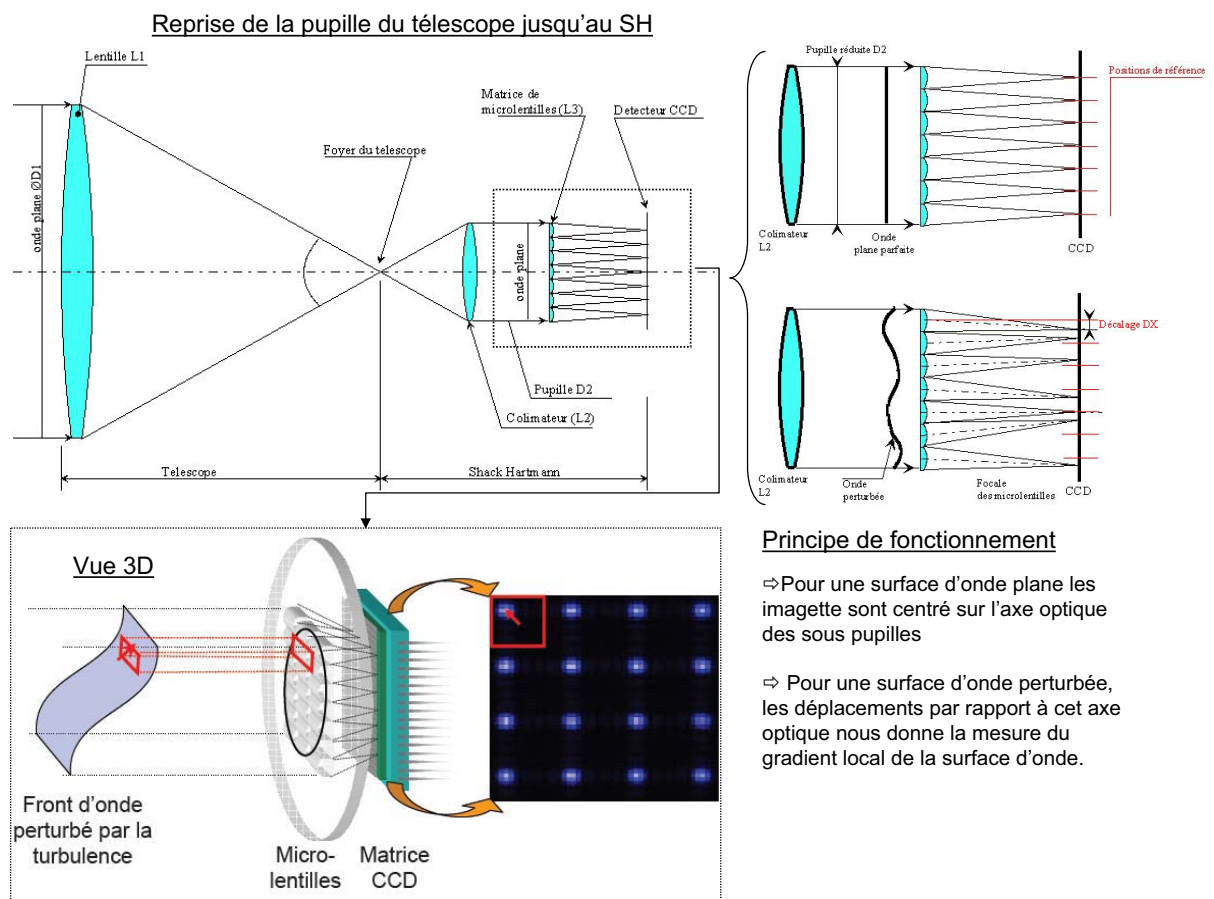 Reprise de la pupille du télescope jusqu'au SH
Lentille L1
onde plane ØD1
Foyer du telescope
Matrice de
microlentilles (L3)
Detecteur CCD
onde plane
Pupille D2
Colimateur (L2)
Telescope
Shack Hartmann
Pupille réduite D2
Positions de référence
Colimateur
L2
Onde
plane parfaite
CCD
Décalage DX
Colimateur
L2
Onde
perturbée
Focale
des microlentilles
CCD
Vue 3D
Front d'onde
perturbé par la
turbulence
Micro-
lentilles
Matrice
CCD
Principe de fonctionnement
⇨Pour une surface d'onde plane les
imagette sont centré sur l'axe optique
des sous pupilles
⇨ Pour une surface d'onde perturbée,
les déplacements par rapport à cet axe
optique nous donne la mesure du
gradient local de la surface d'onde.